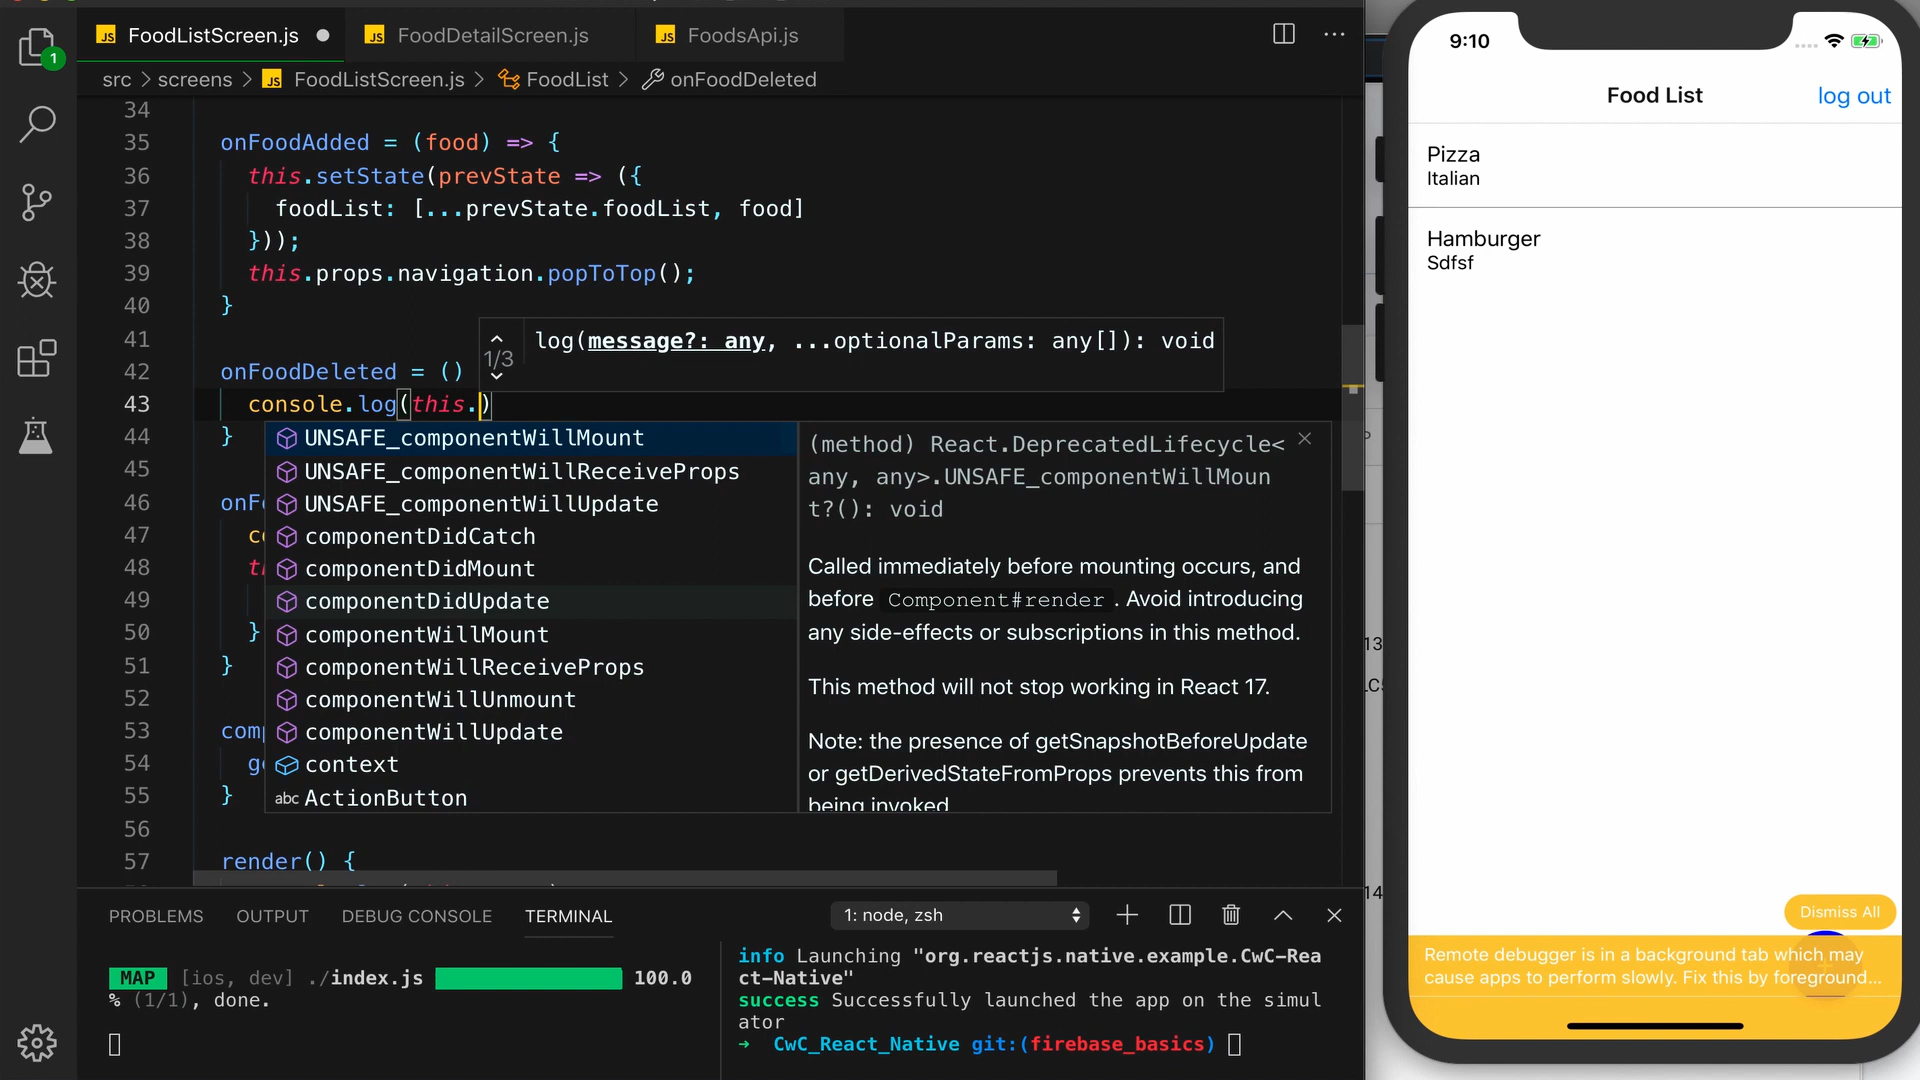 JS FoodListScreen.js
JS FoodDetailScreen.js
JS FoodsApi.js
1
src > screens > JS FoodListScreen.js > FoodList > onFoodDeleted
34
35 onFoodAdded = (food) => {
36 this.setState(prevState => ({
37 foodList: [...prevState.foodList, food]
38 }));
39 this.props.navigation.popToTop();
40 }
41
1/3 log(message?: any, ...optionalParams: any[]): void
42 onFoodDeleted = ()
43 console.log(this.)
44 }
45
46
47
48
49
50 }
51 }
52
53
54
55 }
56
57 render() {
UNSAFE_componentWillMount
UNSAFE_componentWillReceiveProps
UNSAFE_componentWillUpdate
componentDidCatch
componentDidMount
componentDidUpdate
componentWillMount
componentWillReceiveProps
componentWillUnmount
componentWillUpdate
context
abc ActionButton
(method) React.DeprecatedLifecycle<
any, any>.UNSAFE_componentWillMoun
t?(): void
Called immediately before mounting occurs, and
before Component#render. Avoid introducing
any side-effects or subscriptions in this method.
This method will not stop working in React 17.
Note: the presence of getSnapshotBeforeUpdate
or getDerivedStateFromProps prevents this from
being invoked
PROBLEMS OUTPUT DEBUG CONSOLE TERMINAL
1: node, zsh
MAP [ios, dev] ./index.js 100.0
% (1/1), done.
info Launching "org.reactjs.native.example.CwC-Rea
ct-Native"
success Successfully launched the app on the simul
ator
→ CwC_React_Native git:(firebase_basics)
9:10
Food List
log out
Pizza
Italian
Hamburger
Sdfsf
Dismiss All
Remote debugger is in a background tab which may
cause apps to perform slowly. Fix this by foreground...
13
14